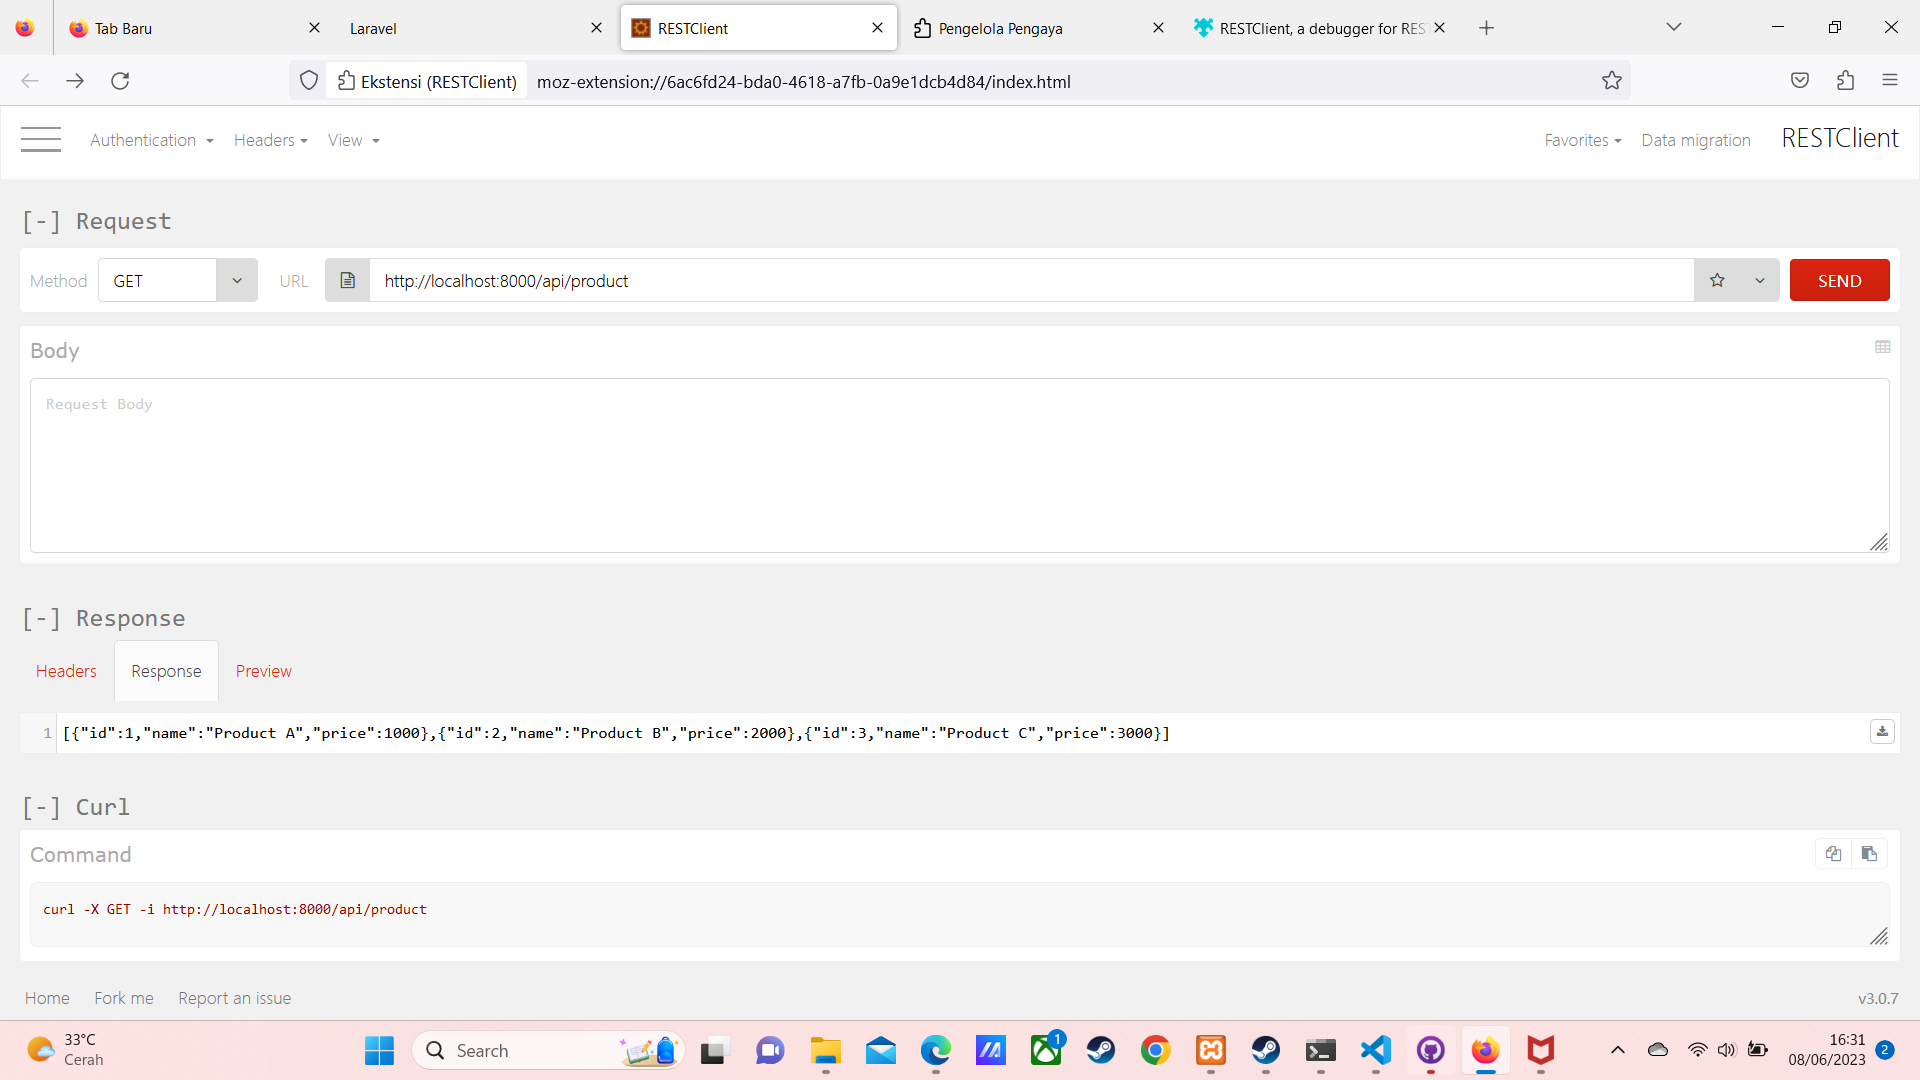 Tab Baru
Laravel
RESTClient
Pengelola Pengaya
RESTClient, a debugger for RES
Ekstensi (RESTClient)
moz-extension://6ac6fd24-bda0-4618-a7fb-0a9e1dcb4d84/index.html
Authentication
Headers
View
Favorites
Data migration
RESTClient
[-] Request
Method
GET
URL
http://localhost:8000/api/product
SEND
Body
Request Body
[-] Response
Headers
Response
Preview
1
[{"id":1,"name":"Product A","price":1000},{"id":2,"name":"Product B","price":2000},{"id":3,"name":"Product C","price":3000}]
[-] Curl
Command
curl -X GET -i http://localhost:8000/api/product
Home
Fork me
Report an issue
v3.0.7
33°C
Cerah
Search
1
16:31
08/06/2023
2